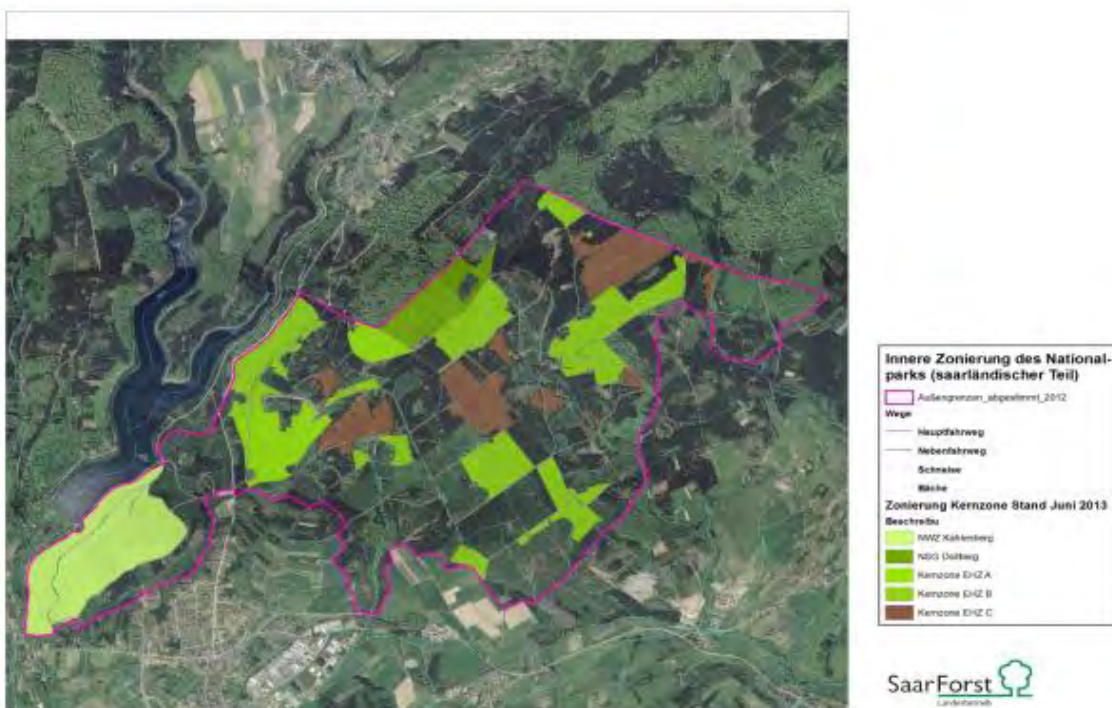 Innere Zonierung des National-
parks (saarländischer Teil)
Außengrenzen_abgestimmt_2012
Wege
Hauptfahrweg
Nebenfahrweg
Schneise
Bäche
Zonierung Kernzone Stand Juni 2013
Beschreibu
NWZ Kahlenberg
NSG Dollberg
Kernzone EHZ A
Kernzone EHZ B
Kernzone EHZ C
SaarForst
Landesbetrieb